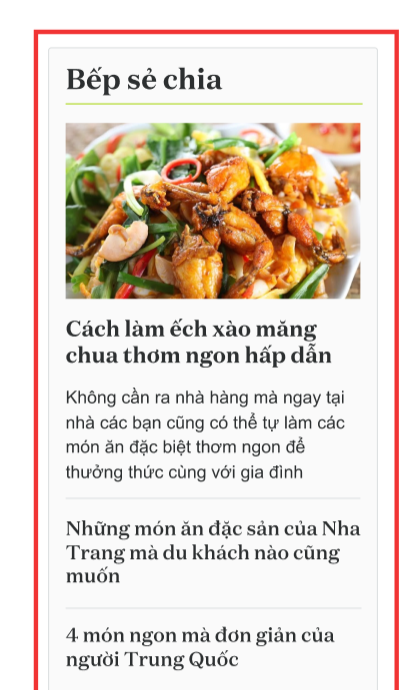 Bếp sẻ chia
Cách làm ếch xào măng
chua thơm ngon hấp dẫn
Không cần ra nhà hàng mà ngay tại
nhà các bạn cũng có thể tự làm các
món ăn đặc biệt thơm ngon để
thưởng thức cùng với gia đình
Những món ăn đặc sản của Nha
Trang mà du khách nào cũng
muốn
4 món ngon mà đơn giản của
người Trung Quốc